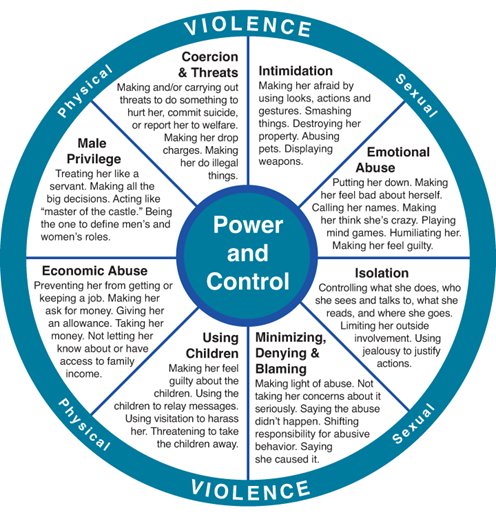 VIOLENCE
Physical
Sexual
Coercion
& Threats
Making and/or carrying out
threats to do something to
hurt her, commit suicide,
or report her to welfare.
Making her drop
charges. Making
her do illegal
things.
Intimidation
Making her afraid by
using looks, actions and
gestures. Smashing
things. Destroying her
property. Abusing
pets. Displaying
weapons.
Male
Privilege
Treating her like a
servant. Making all the
big decisions. Acting like
“master of the castle.” Being
the one to define men's and
women's roles.
Emotional
Abuse
Putting her down. Making
her feel bad about herself.
Calling her names. Making
her think she's crazy. Playing
mind games. Humiliating her.
Making her feel guilty.
Power
and
Control
Economic Abuse
Preventing her from getting or
keeping a job. Making her
ask for money. Giving her
an allowance. Taking her
money. Not letting her
know about or have
access to family
income.
Isolation
Controlling what she does, who
she sees and talks to, what she
reads, and where she goes.
Limiting her outside
involvement. Using
jealousy to justify
actions.
Using
Children
Making her feel
guilty about the
children. Using the
children to relay messages.
Using visitation to harass
her. Threatening to take
the children away.
Minimizing,
Denying &
Blaming
Making light of abuse. Not
taking her concerns about it
seriously. Saying the abuse
didn't happen. Shifting
responsibility for abusive
behavior. Saying
she caused it.
Physical
Sexual
VIOLENCE